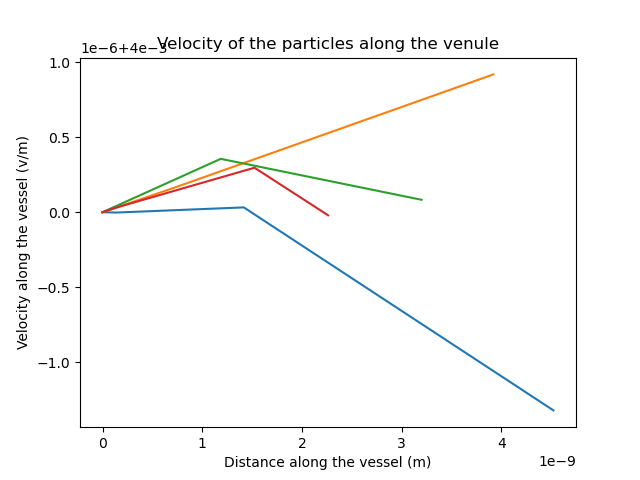 Velocity of the particles along the venule
1e−6+4e−3
1.0
0.5
0.0
−0.5
−1.0
Velocity along the vessel (v/m)
0 1 2 3 4
Distance along the vessel (m)
1e−9